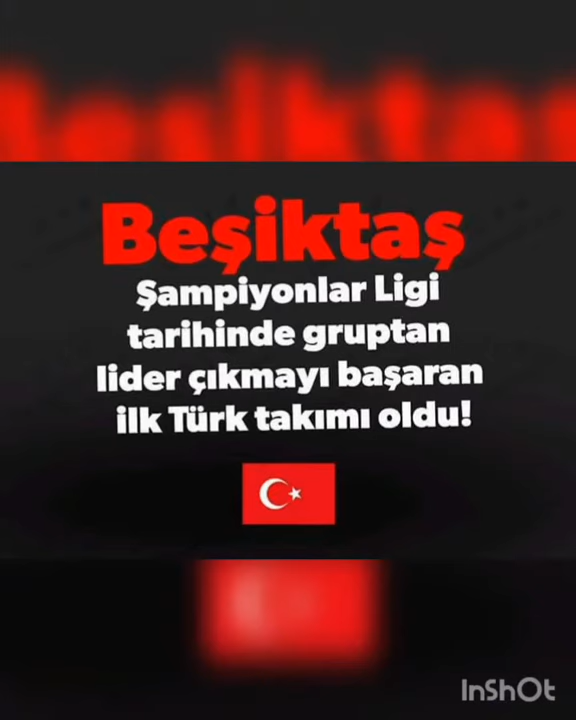 Beşiktaş
Şampiyonlar Ligi
tarihinde gruptan
lider çıkmayı başaran
ilk Türk takımı oldu!
InShOt